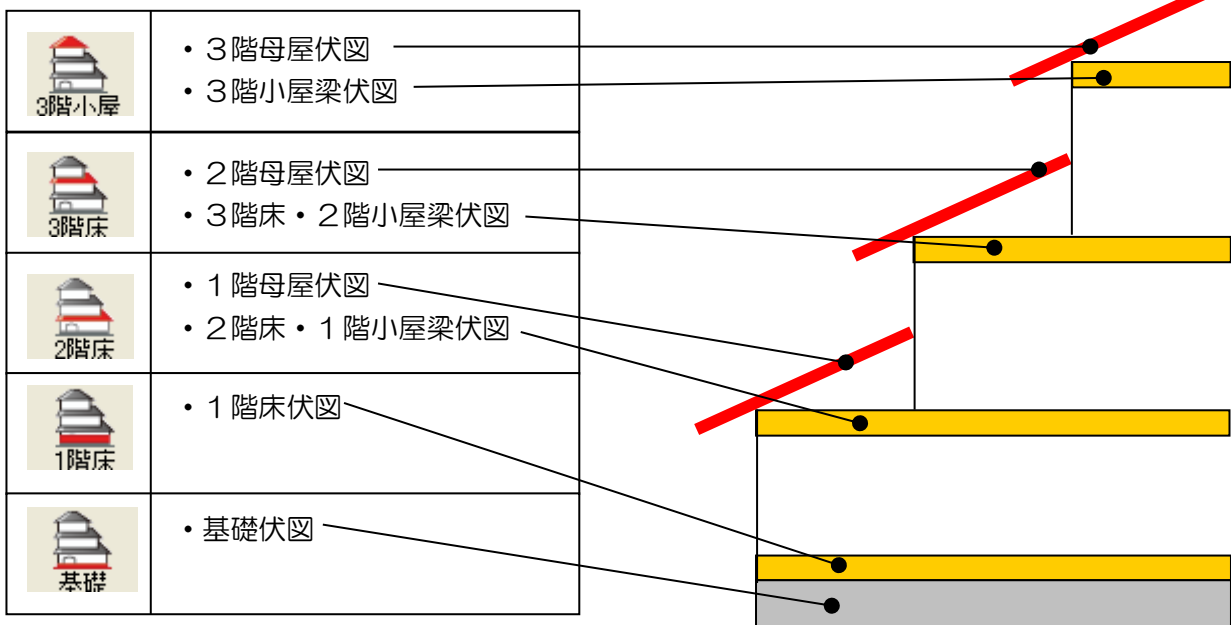 3階小屋
・３階母屋伏図
・３階小屋梁伏図
3階床
・２階母屋伏図
・３階床・２階小屋梁伏図
2階床
・１階母屋伏図
・２階床・１階小屋梁伏図
1階床
・１階床伏図
基礎
・基礎伏図